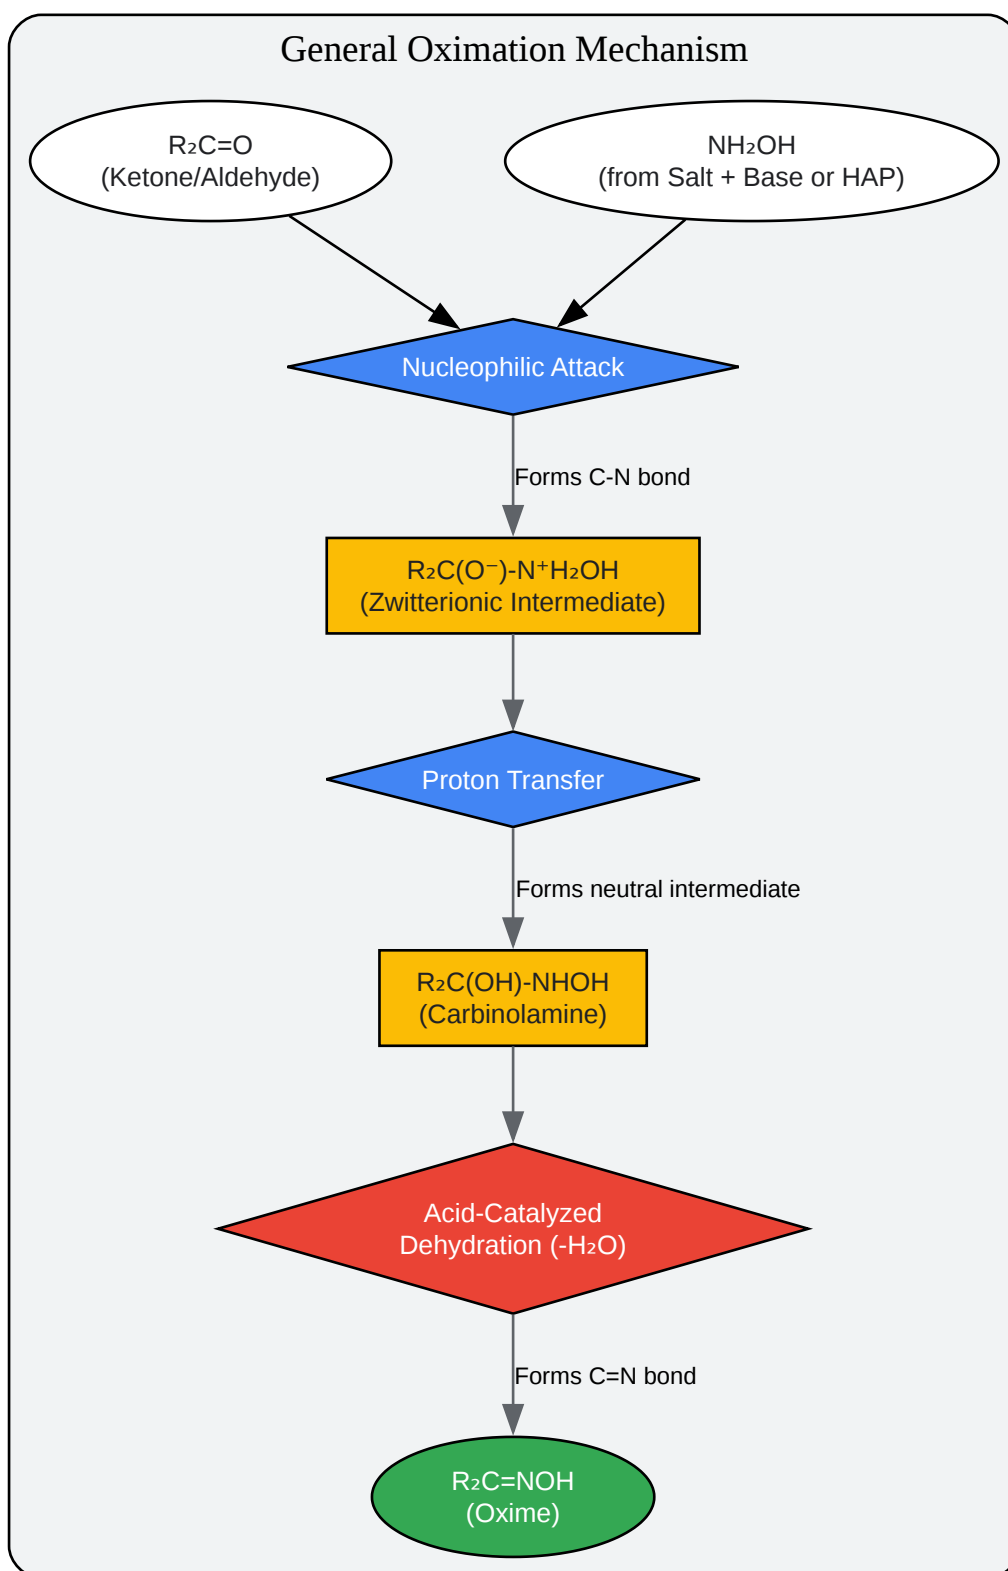 General Oximation Mechanism
R₂C=O
(Ketone/Aldehyde)
NH₂OH
(from Salt + Base or HAP)
Nucleophilic Attack
Forms C-N bond
R₂C(O⁻)-N⁺H₂OH
(Zwitterionic Intermediate)
Proton Transfer
Forms neutral intermediate
R₂C(OH)-NHOH
(Carbinolamine)
Acid-Catalyzed
Dehydration (-H₂O)
Forms C=N bond
R₂C=NOH
(Oxime)